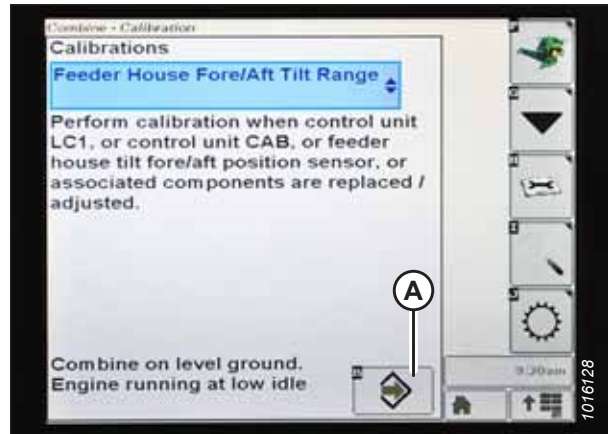 Combine - Calibration
Calibrations
Feeder House Fore/Aft Tilt Range
Perform calibration when control unit
LC1, or control unit CAB, or feeder
house tilt fore/aft position sensor, or
associated components are replaced /
adjusted.
A
Combine on level ground.
Engine running at low idle
9:20am
1016128